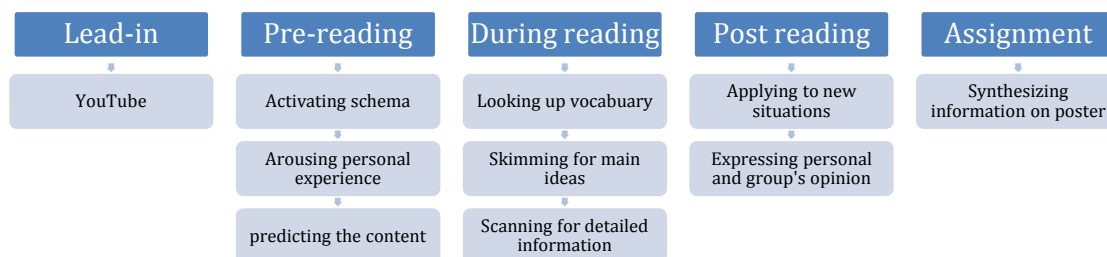 Lead-in
YouTube
Pre-reading
Activating schema
Arousing personal
experience
predicting the content
During reading
Looking up vocabuary
Skimming for main
ideas
Scanning for detailed
information
Post reading
Applying to new
situations
Expressing personal
and group's opinion
Assignment
Synthesizing
information on poster